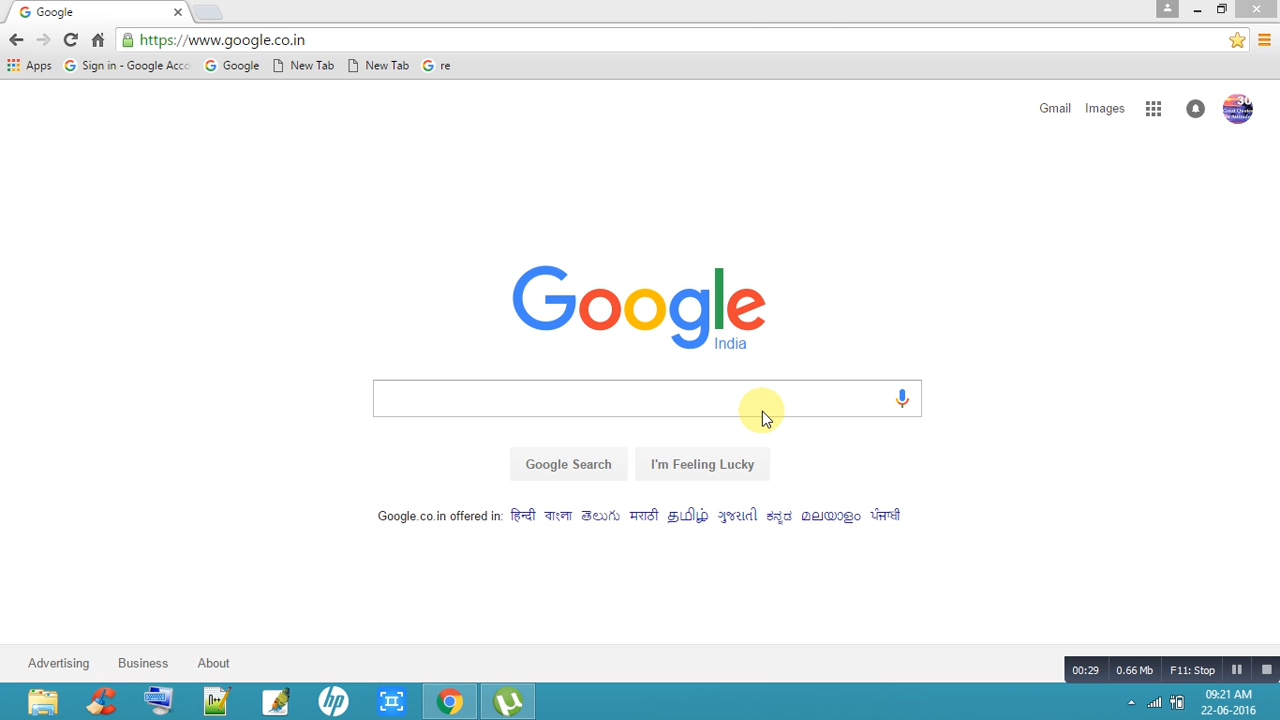 Google
https://www.google.co.in
Apps Sign in - Google Acco Google New Tab New Tab re
Gmail Images
30
Google
India
Google Search I'm Feeling Lucky
Google.co.in offered in: हिन्दी বাংলা తెలుగు मराठी தமிழ் ગુજરાતી ಕನ್ನಡ മലയാളം ਪੰਜਾਬੀ
Advertising Business About
00:29 0.66 Mb F11: Stop
hp
09:21 AM
22-06-2016